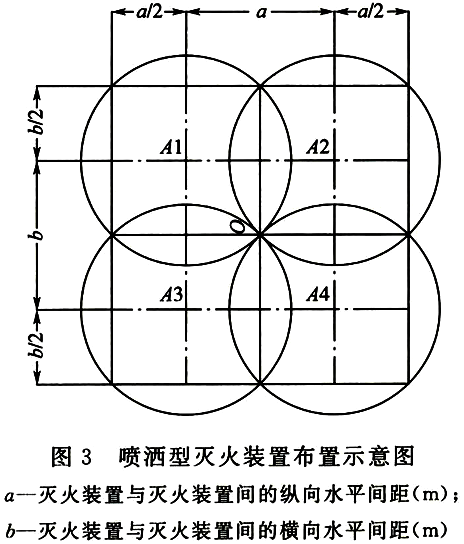 a/2 a a/2
b/2
A1 A2
b
O
A3 A4
b/2
图 3 喷洒型灭火装置布置示意图
a—灭火装置与灭火装置间的纵向水平间距(m);
b—灭火装置与灭火装置间的横向水平间距(m)